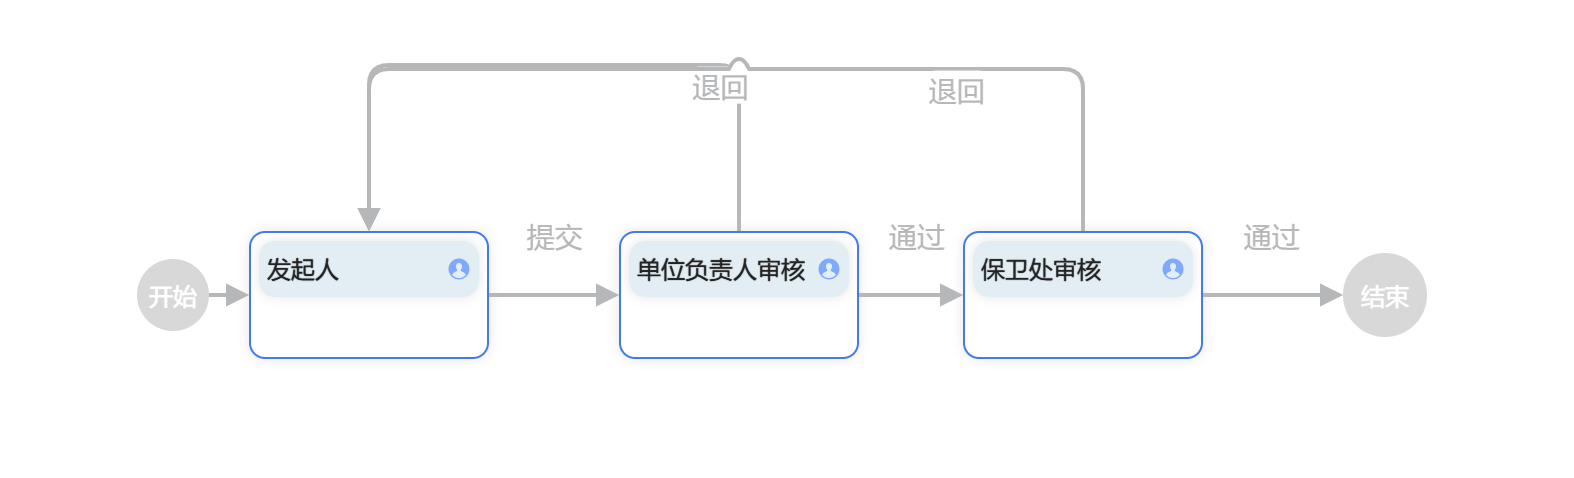 退回
退回
提交
通过
通过
开始
发起人
单位负责人审核
保卫处审核
结束